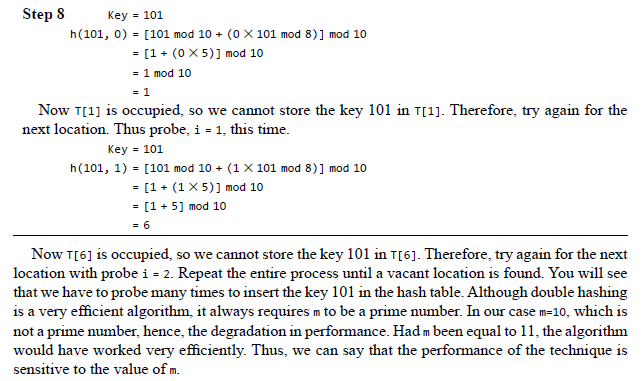 Step 8 Key = 101
h(101, 0) = [101 mod 10 + (0 × 101 mod 8)] mod 10
= [1 + (0 × 5)] mod 10
= 1 mod 10
= 1
Now T[1] is occupied, so we cannot store the key 101 in T[1]. Therefore, try again for the
next location. Thus probe, i = 1, this time.
Key = 101
h(101, 1) = [101 mod 10 + (1 × 101 mod 8)] mod 10
= [1 + (1 × 5)] mod 10
= [1 + 5] mod 10
= 6
Now T[6] is occupied, so we cannot store the key 101 in T[6]. Therefore, try again for the next
location with probe i = 2. Repeat the entire process until a vacant location is found. You will see
that we have to probe many times to insert the key 101 in the hash table. Although double hashing
is a very efficient algorithm, it always requires m to be a prime number. In our case m=10, which is
not a prime number, hence, the degradation in performance. Had m been equal to 11, the algorithm
would have worked very efficiently. Thus, we can say that the performance of the technique is
sensitive to the value of m.